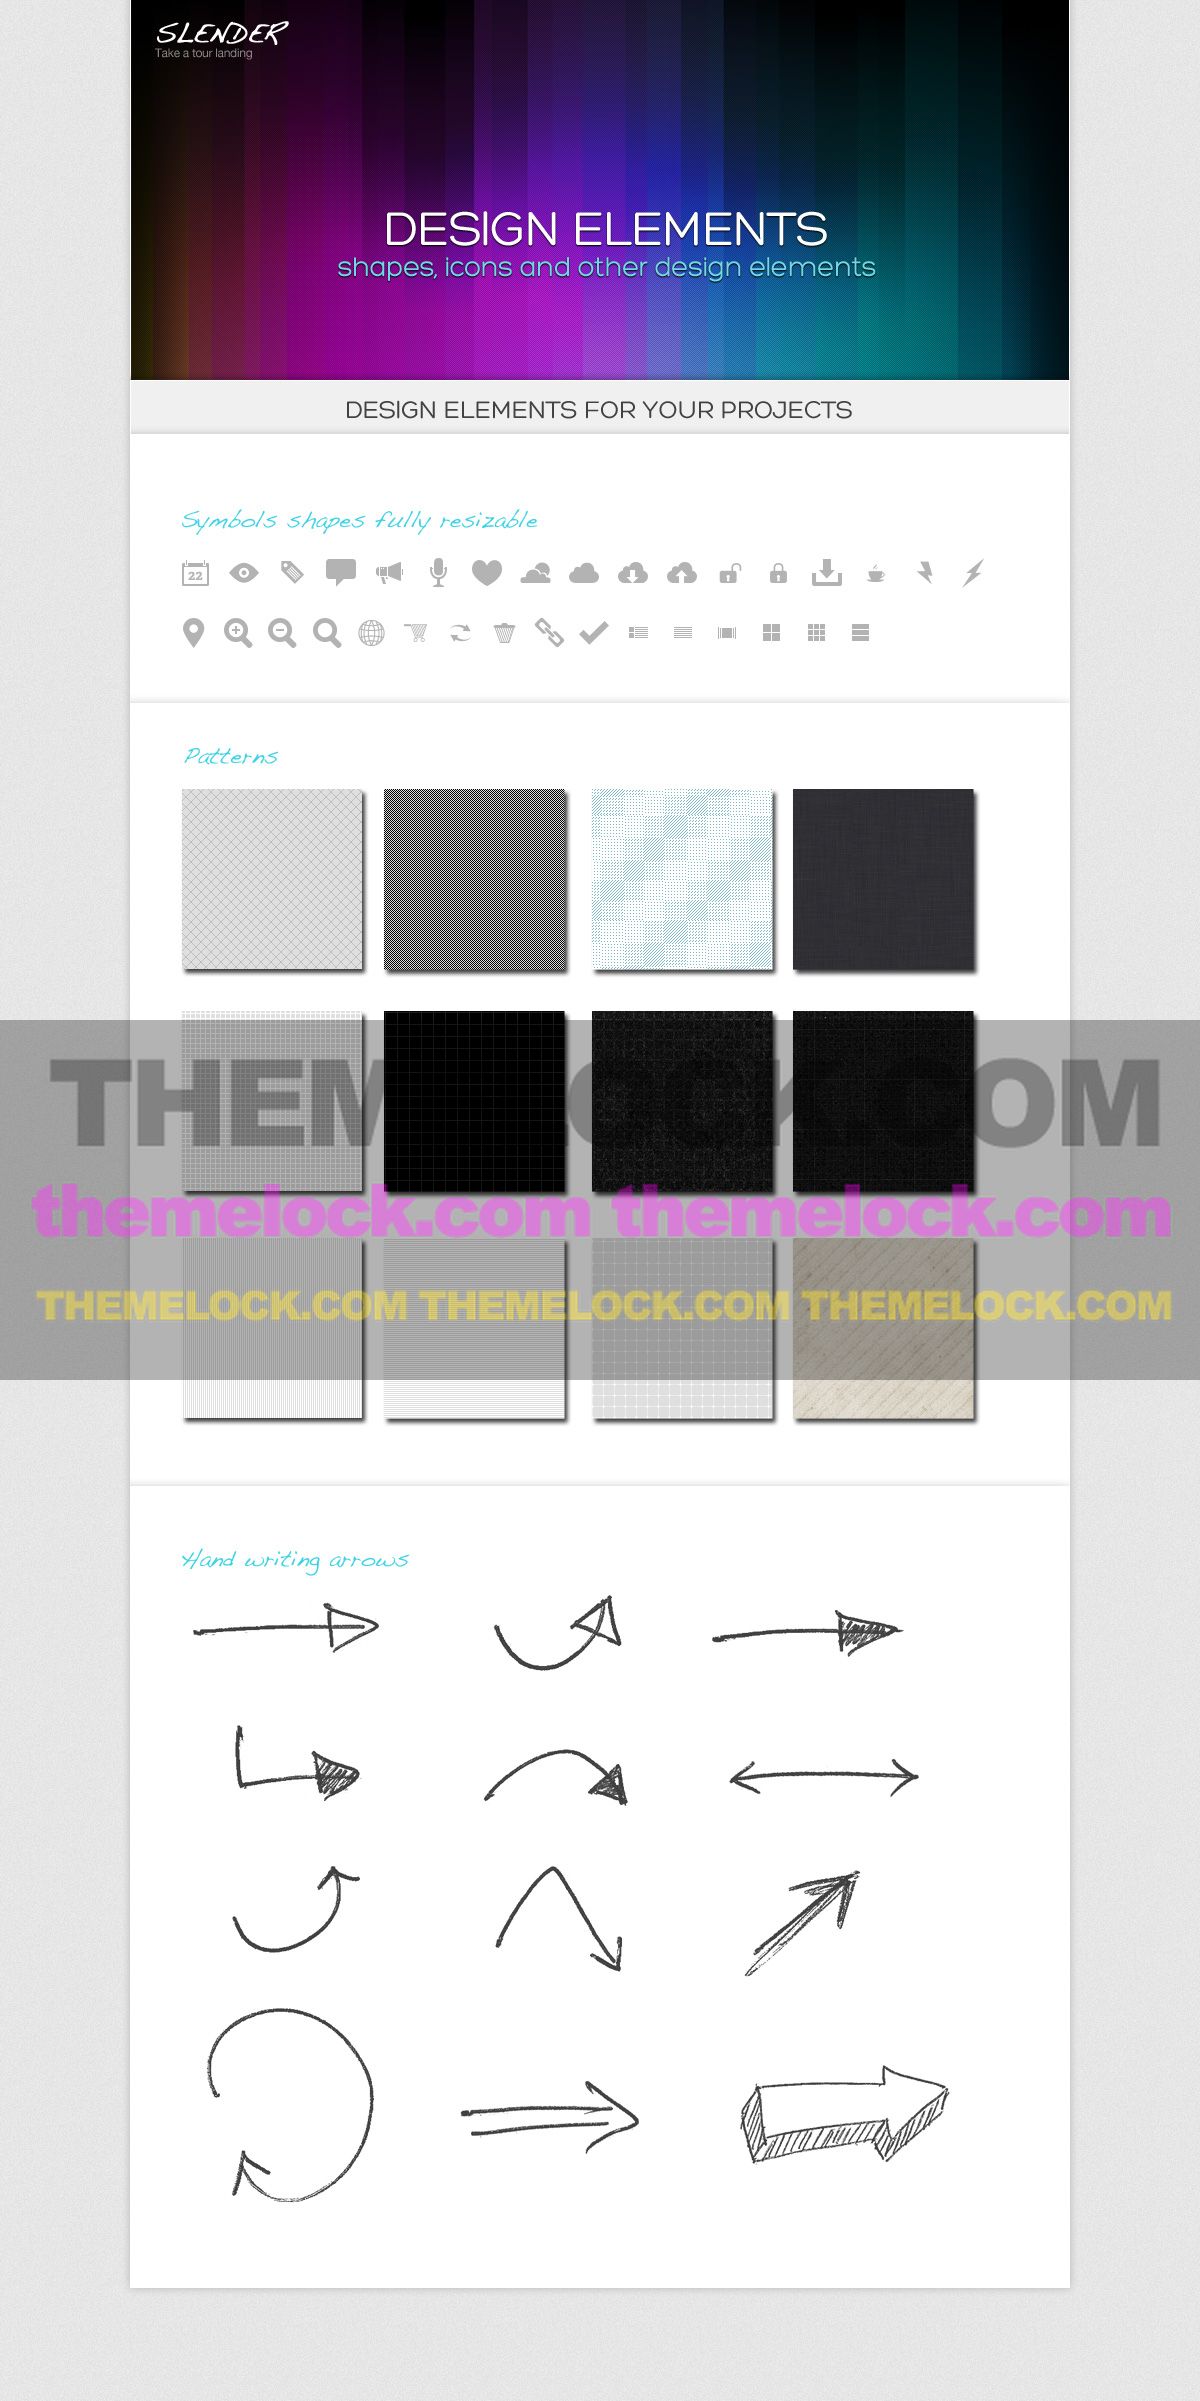 SLENDER
Take a tour landing
DESIGN ELEMENTS
shapes, icons and other design elements
DESIGN ELEMENTS FOR YOUR PROJECTS
Symbols shapes fully resizable
22
Patterns
THEMELOCK.COM
themelock.com themelock.com
THEMELOCK.COM THEMELOCK.COM THEMELOCK.COM
Hand writing arrows